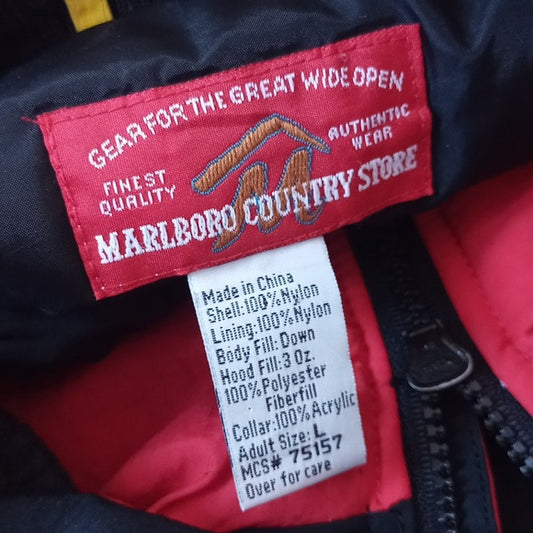 GEAR FOR THE GREAT WIDE OPEN
FINEST QUALITY
AUTHENTIC WEAR
MARLBORO COUNTRY STORE
Made in China
Shell:100%Nylon
Lining:100%Nylon
Body Fill: Down
Hood Fill:3 Oz.
100%Polyester
Fiberfill
Collar:100%Acrylic
Adult Size: L
MCS# 75157
Over for care